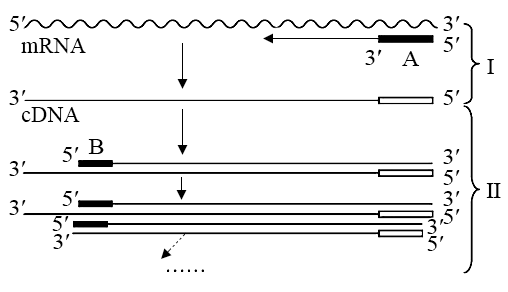 5′ 3′
mRNA 3′ A 5′ I
3′ 5′
cDNA
5′ B 3′
3′ 5′
II
5′ 3′
3′ 5′
5′ 3′
3′ 5′
......